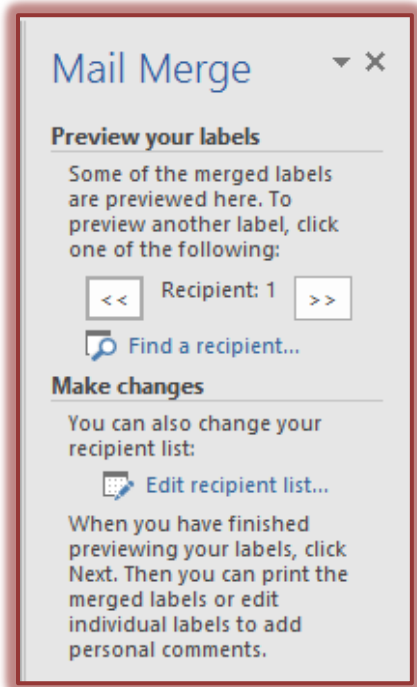 Mail Merge
Preview your labels
Some of the merged labels
are previewed here. To
preview another label, click
one of the following:
<< Recipient: 1 >>
Find a recipient...
Make changes
You can also change your
recipient list:
Edit recipient list...
When you have finished
previewing your labels, click
Next. Then you can print the
merged labels or edit
individual labels to add
personal comments.